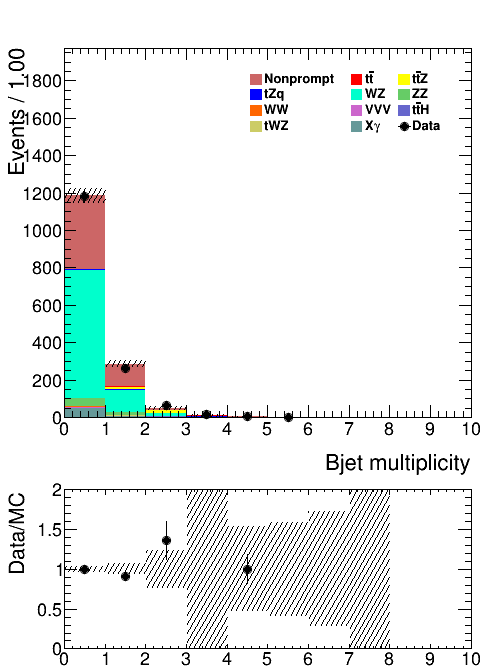 Events / 1.00
1800
1600
1400
1200
1000
800
600
400
200
0
Nonprompt tt̄ tt̄Z
tZq WZ ZZ
WW VVV tt̄H
tWZ Xγ Data
0 1 2 3 4 5 6 7 8 9 10
Bjet multiplicity
Data/MC
2
1.5
1
0.5
0
0 1 2 3 4 5 6 7 8 9 10